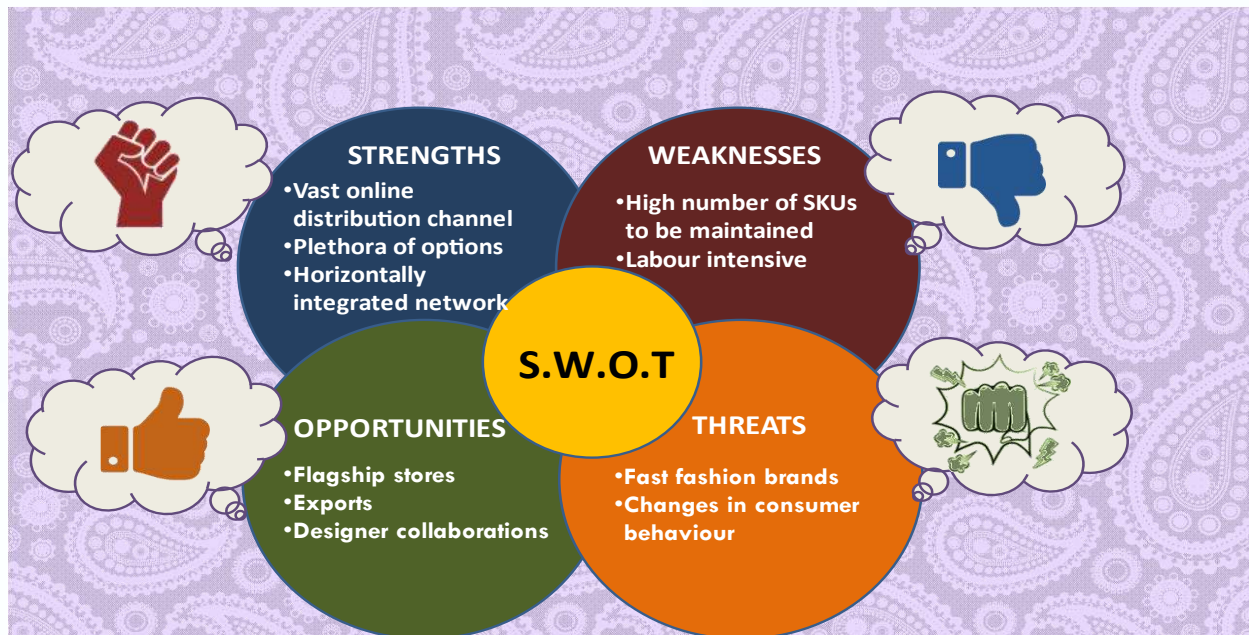 STRENGTHS
•Vast online
distribution channel
•Plethora of options
•Horizontally
integrated network
WEAKNESSES
•High number of SKUs
to be maintained
•Labour intensive
S.W.O.T
OPPORTUNITIES
•Flagship stores
•Exports
•Designer collaborations
THREATS
•Fast fashion brands
•Changes in consumer
behaviour